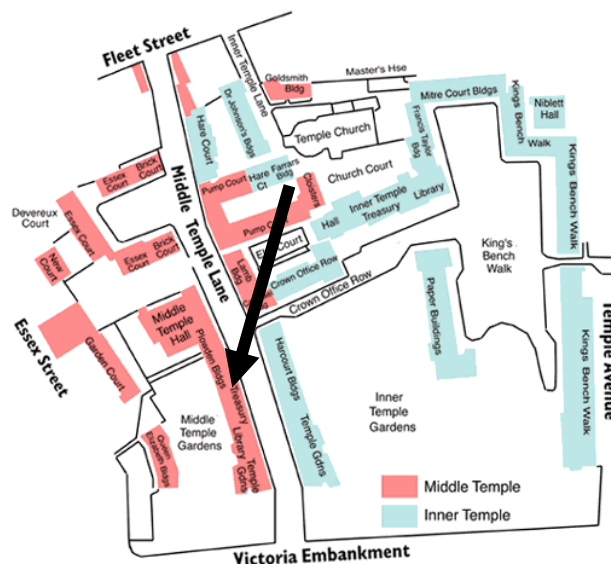 Fleet Street
Inner Temple Lane
Goldsmith
Bldg
Master's Hse
Mitre Court Bldgs
Kings Bench
Walk
Niblett
Hall
Hare Court
Dr Johnson's Bldgs
Temple Church
Francis Taylor
Bdg
Essex
Court
Brick
Court
Middle Temple Lane
Pump Court
Hare
Ct
Farrars
Bdg
Cloisters
Church Court
Kings Bench Walk
Devereux
Court
Essex Court
Pump
Hall
Inner Temple
Treasury
Library
New Court
Essex
Court
Brick
Court
Lamb
Bdg
Court
Crown Office Row
Crown Office Row
King's
Bench
Walk
Essex Street
Garden Court
Middle
Temple
Hall
Plowden Bldgs
Treasury
Library
Temple
Gdns
Harcourt Bldgs
Temple Gdns
Paper Buildings
Kings Bench Walk
Temple Avenue
Middle
Temple
Gardens
Inner
Temple
Gardens
Queen
Elizabeth Bldgs
Middle Temple
Inner Temple
Victoria Embankment